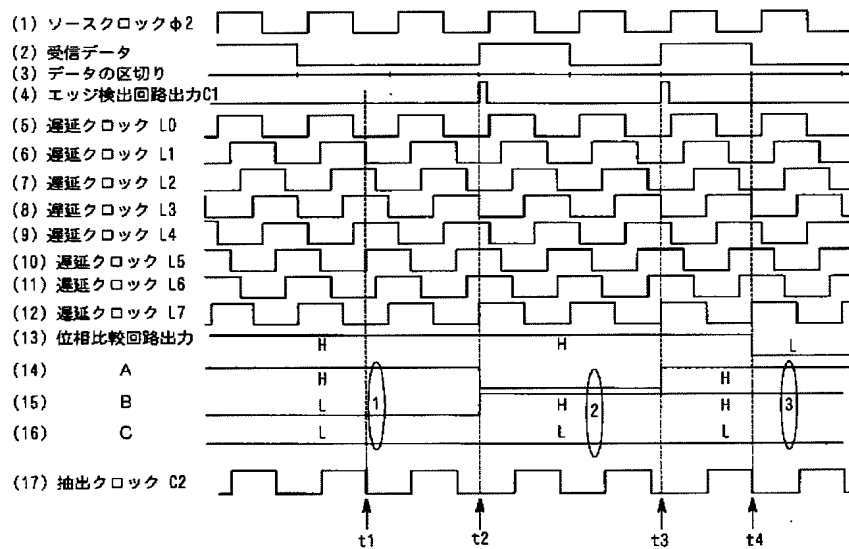 (1) ソースクロックφ2
(2) 受信データ
(3) データの区切り
(4) エッジ検出回路出力C1
(5) 遅延クロック L0
(6) 遅延クロック L1
(7) 遅延クロック L2
(8) 遅延クロック L3
(9) 遅延クロック L4
(10) 遅延クロック L5
(11) 遅延クロック L6
(12) 遅延クロック L7
(13) 位相比較回路出力 H H L
(14) A H H
(15) B L 1 H 2 H 3
(16) C L L L
(17) 抽出クロック C2
t1 t2 t3 t4